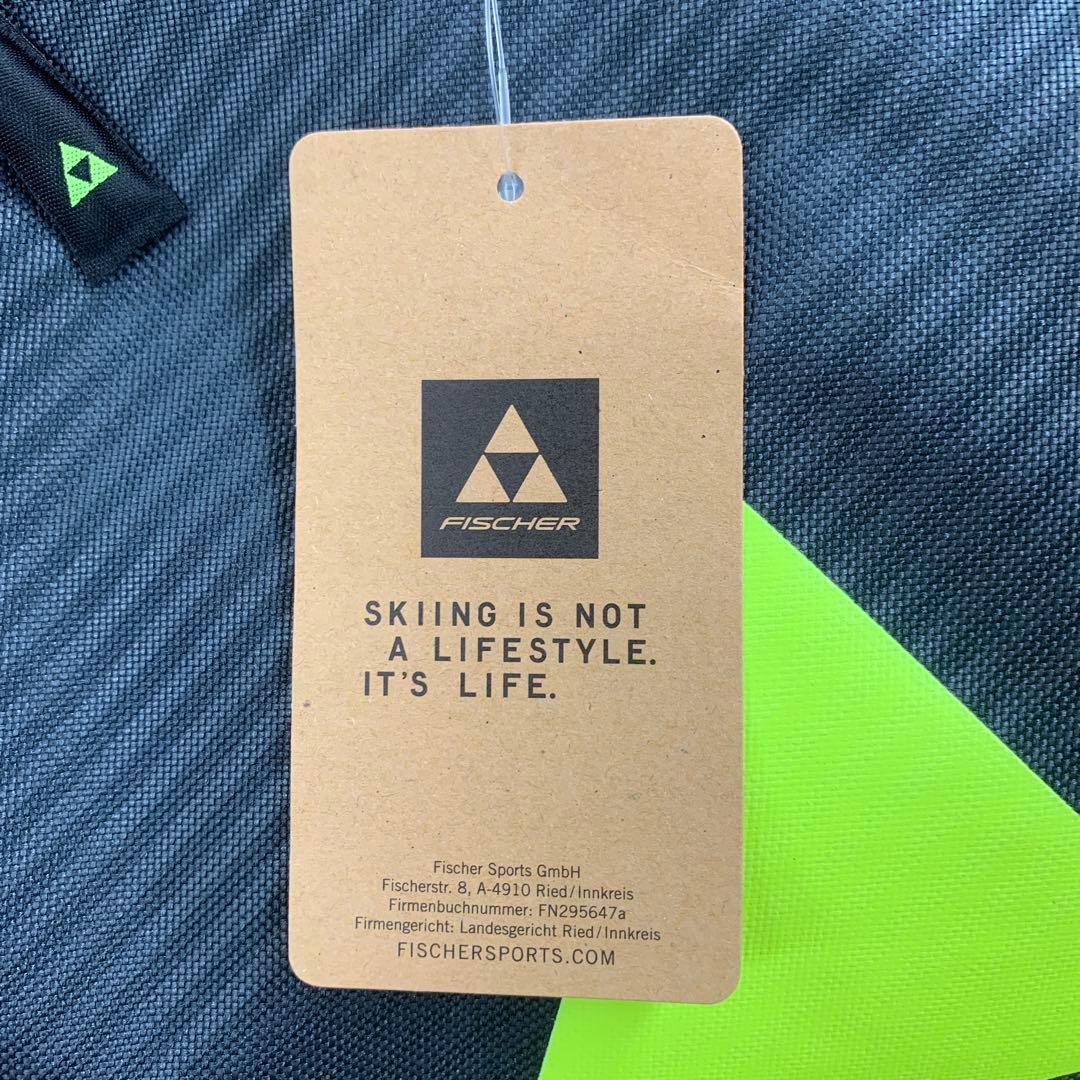 FISCHER
SKIING IS NOT
A LIFESTYLE.
IT'S LIFE.
Fischer Sports GmbH
Fischerstr. 8, A-4910 Ried/Innkreis
Firmenbuchnummer: FN295647a
Firmengericht: Landesgericht Ried/Innkreis
FISCHERSPORTS.COM